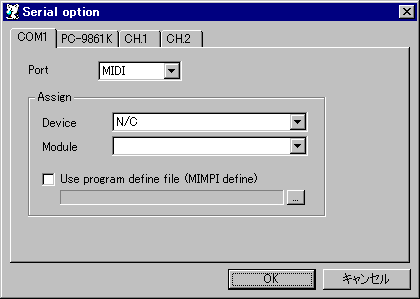 Serial option
COM1 PC-9861K CH.1 CH.2
Port MIDI
Assign
Device N/C
Module
Use program define file (MIMPI define)
...
OK キャンセル